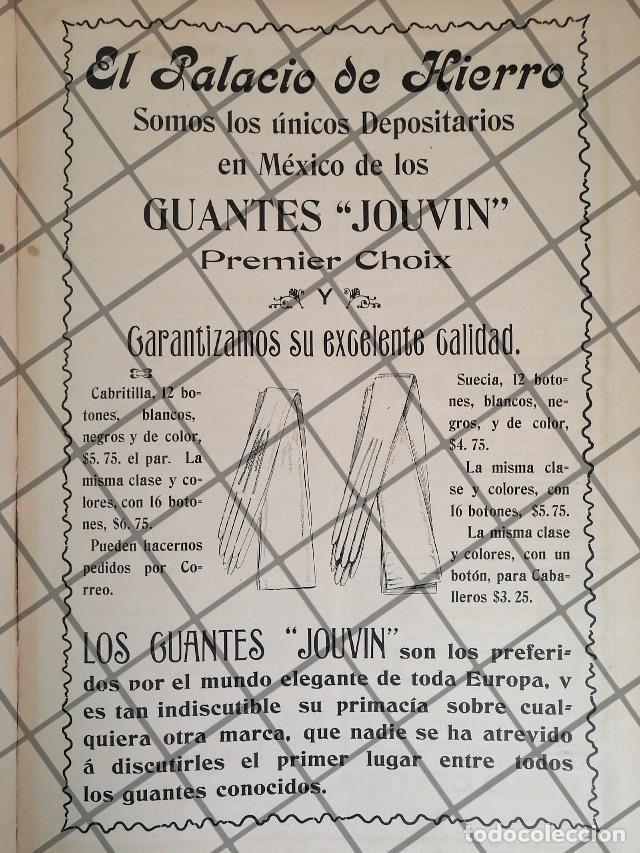 El Palacio de Hierro
Somos los únicos Depositarios
en México de los
GUANTES “JOUVIN”
Premier Choix
Y
Garantizamos su excelente calidad.
Cabritilla, 12 bo-
tones, blancos,
negros y de color,
$5. 75. el par. La
misma clase y co-
lores, con 16 boto-
nes, $6. 75.
Pueden hacernos
pedidos por Co-
rreo.
Suecia, 12 boto-
nes, blancos, ne-
gros, y de color,
$4. 75.
La misma cla-
se y colores, con
16 botones, $5. 75.
La misma clase
y colores, con un
botón, para Caba-
lleros $3. 25.
LOS GUANTES “JOUVIN” son los preferi-
dos por el mundo elegante de toda Europa, y
es tan indiscutible su primacía sobre cual-
quiera otra marca, que nadie se ha atrevido
á discutirles el primer lugar entre todos
los guantes conocidos.
todocoleccion